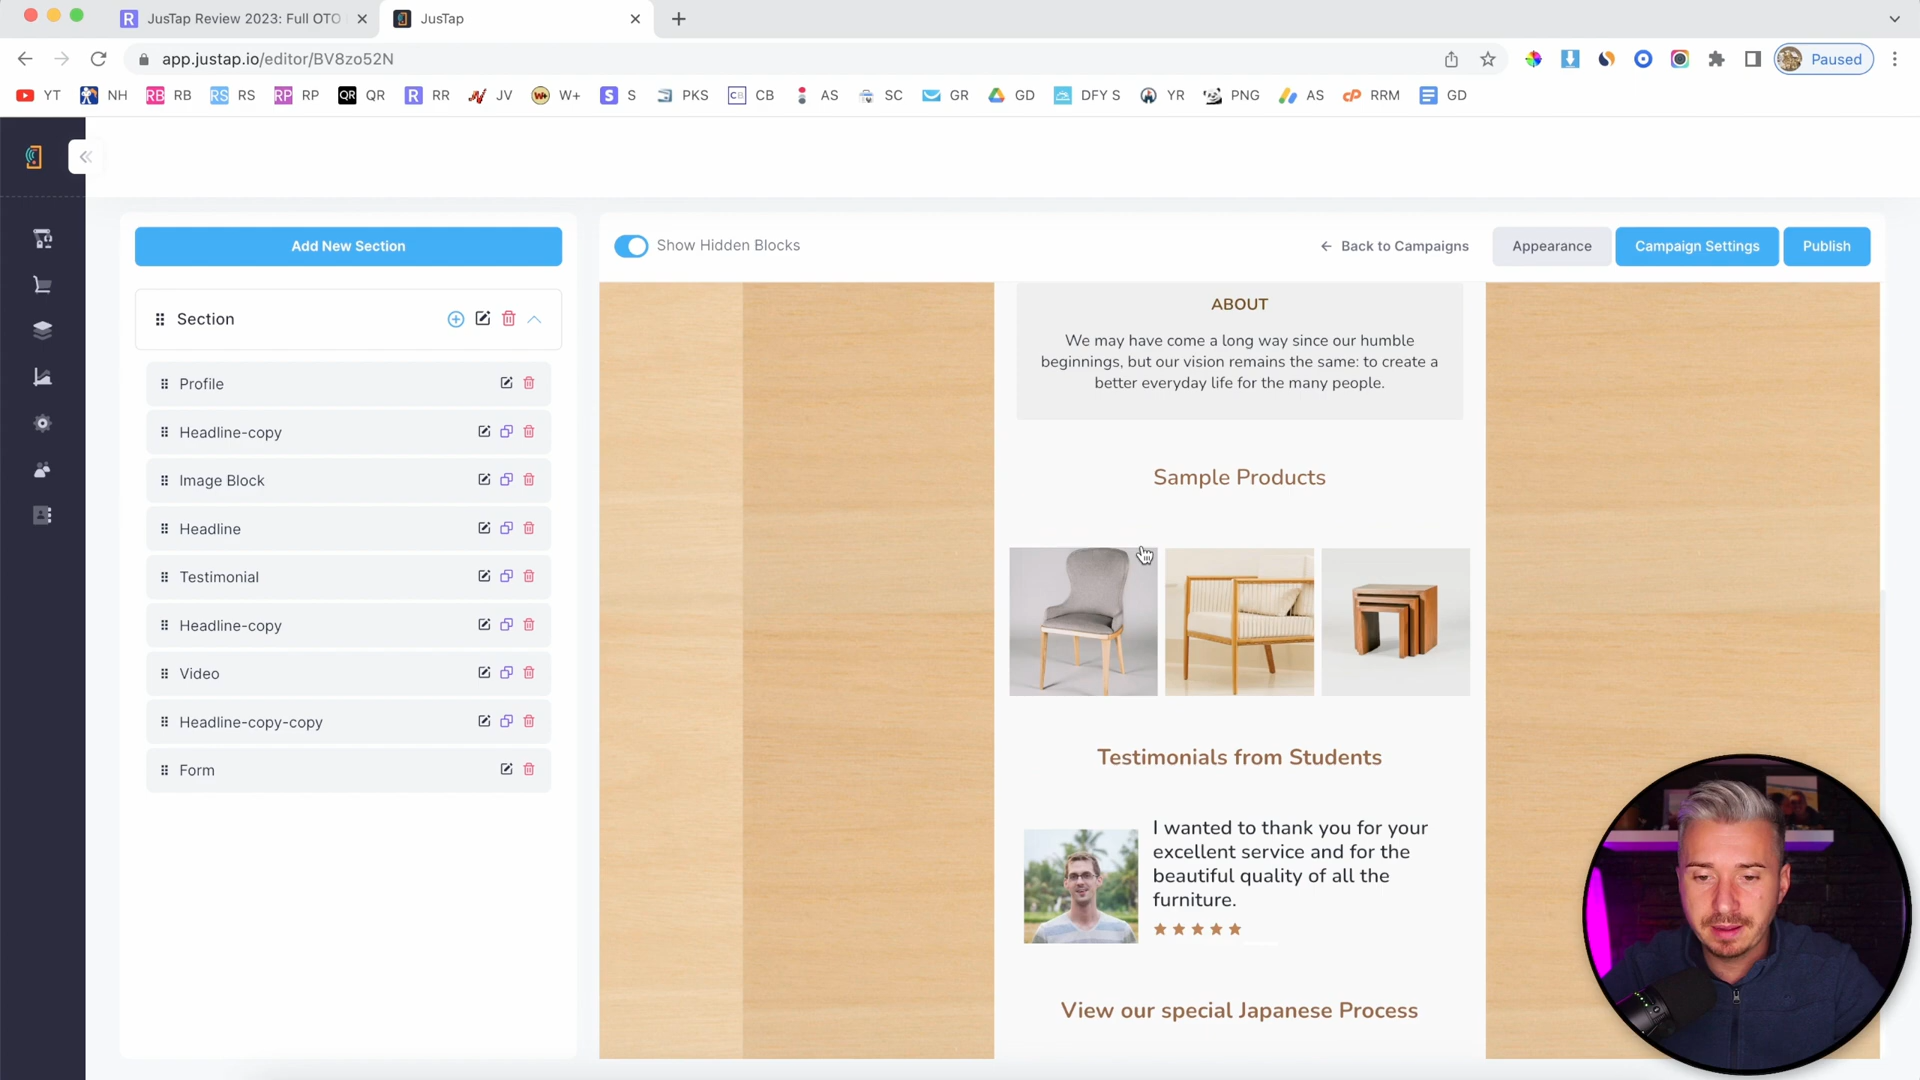 JusTap Review 2023: Full OTO
JusTap
app.justap.io/editor/BV8zo52N
Paused
YT
NH
RB RB
RS RS
RP RP
QR QR
R RR
JV
W+
S S
PKS
CB CB
AS
SC
GR
GD
DFY S
YR
PNG
AS
RRM
GD
Add New Section
Show Hidden Blocks
Back to Campaigns
Appearance
Campaign Settings
Publish
Section
Profile
Headline-copy
Image Block
Headline
Testimonial
Headline-copy
Video
Headline-copy-copy
Form
ABOUT
We may have come a long way since our humble
beginnings, but our vision remains the same: to create a
better everyday life for the many people.
Sample Products
Testimonials from Students
I wanted to thank you for your
excellent service and for the
beautiful quality of all the
furniture.
View our special Japanese Process